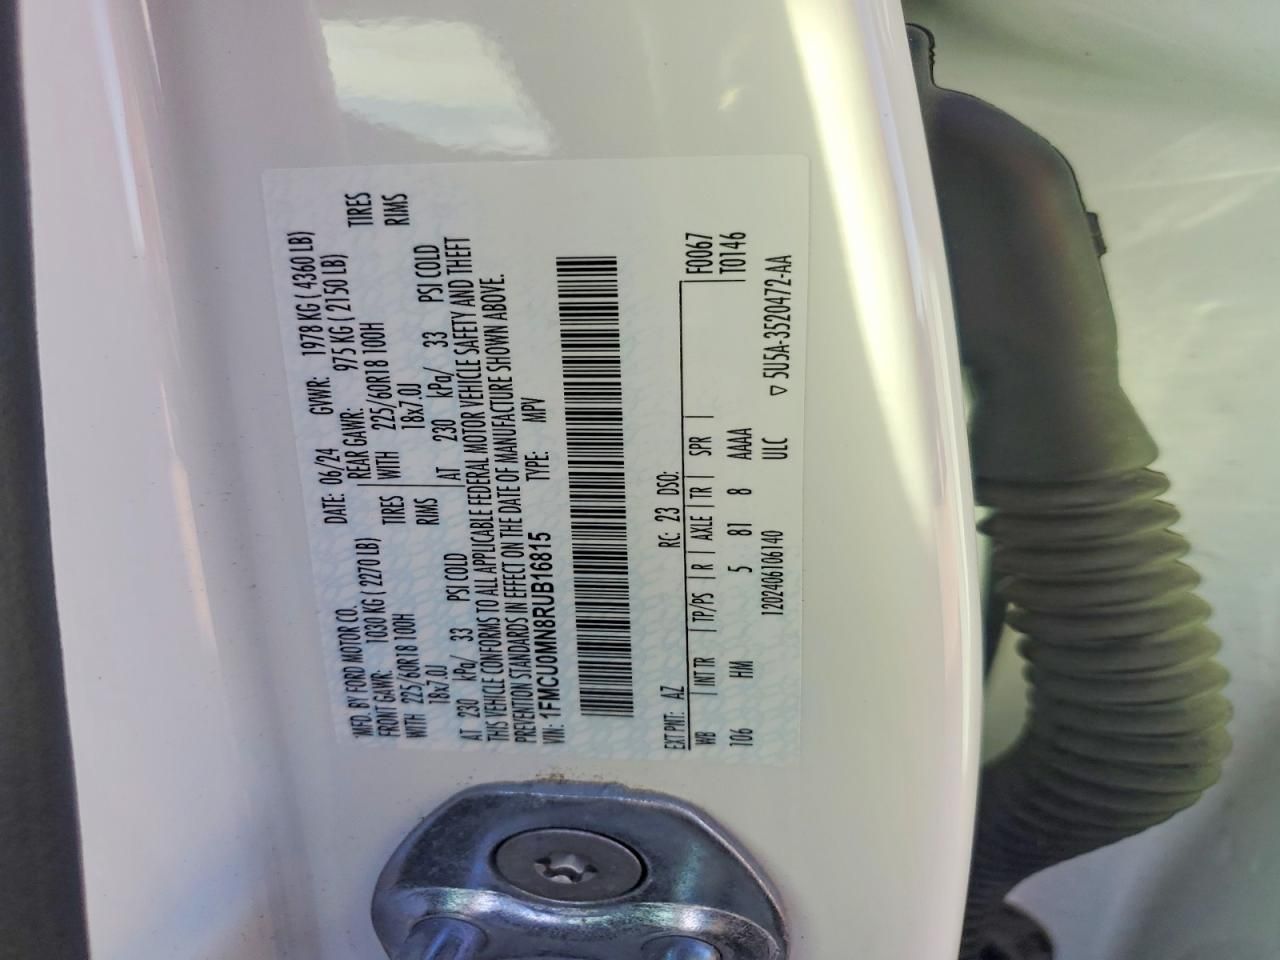 MFD. BY FORD MOTOR CO. DATE: 06/24 GVWR: 1978 KG ( 4360 LB)
FRONT GAWR: 1030 KG ( 2270 LB) REAR GAWR: 975 KG ( 2150 LB)
WITH 225/60R18 100H TIRES WITH 225/60R18 100H TIRES
18x7.0J RIMS 18x7.0J RIMS
AT 230 kPa/ 33 PSI COLD AT 230 kPa/ 33 PSI COLD
THIS VEHICLE CONFORMS TO ALL APPLICABLE FEDERAL MOTOR VEHICLE SAFETY AND THEFT
PREVENTION STANDARDS IN EFFECT ON THE DATE OF MANUFACTURE SHOWN ABOVE.
VIN: 1FMCU0MN8RUB16815 TYPE: MPV
EXT PNT: AZ RC: 23 DSO: F0067
WB INT TR TP/PS R AXLE TR SPR T0146
106 HM 5 81 8 AAAA
1202406106140 ULC ▽ 5U5A-3520472-AA